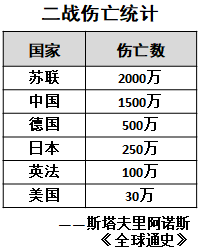 二战伤亡统计
国家 伤亡数
苏联 2000万
中国 1500万
德国 500万
日本 250万
英法 100万
美国 30万
——斯塔夫里阿诺斯
《全球通史》